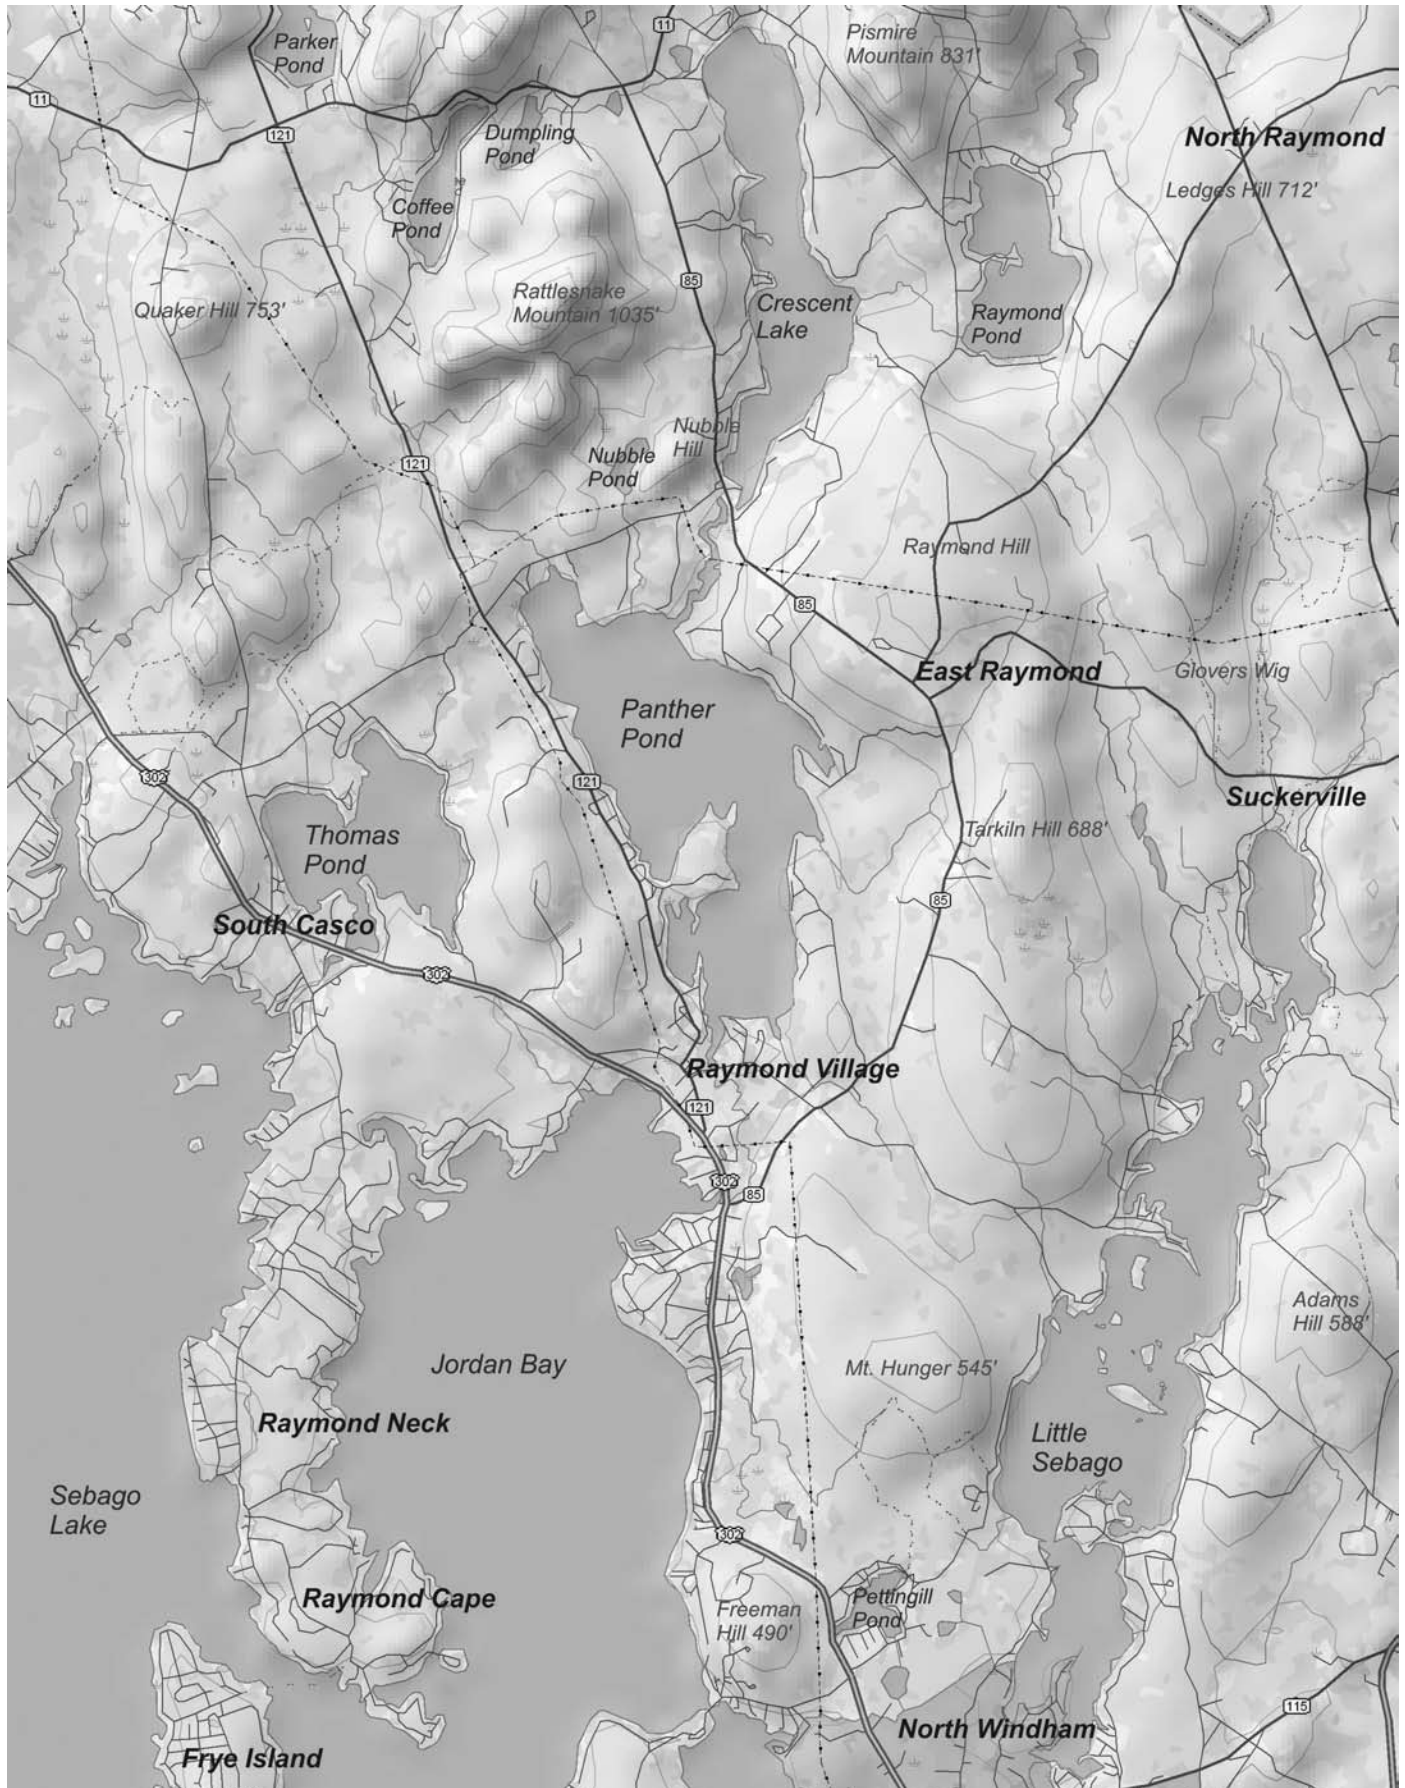 11
Parker
Pond
Pismire
Mountain 831'
11
121
Dumpling
Pond
North Raymond
Ledges Hill 712'
Coffee
Pond
85
Rattlesnake
Mountain 1035'
Quaker Hill 753'
Crescent
Lake
Raymond
Pond
Nubble
Hill
Nubble
Pond
121
Raymond Hill
85
East Raymond
Glovers Wig
Panther
Pond
302
121
Suckerville
Thomas
Pond
Tarkiln Hill 688'
85
South Casco
302
Raymond Village
121
302
85
Adams
Hill 588'
Jordan Bay
Mt. Hunger 545'
Raymond Neck
Little
Sebago
Sebago
Lake
302
Raymond Cape
Freeman
Hill 490'
Pettingill
Pond
115
North Windham
Frye Island